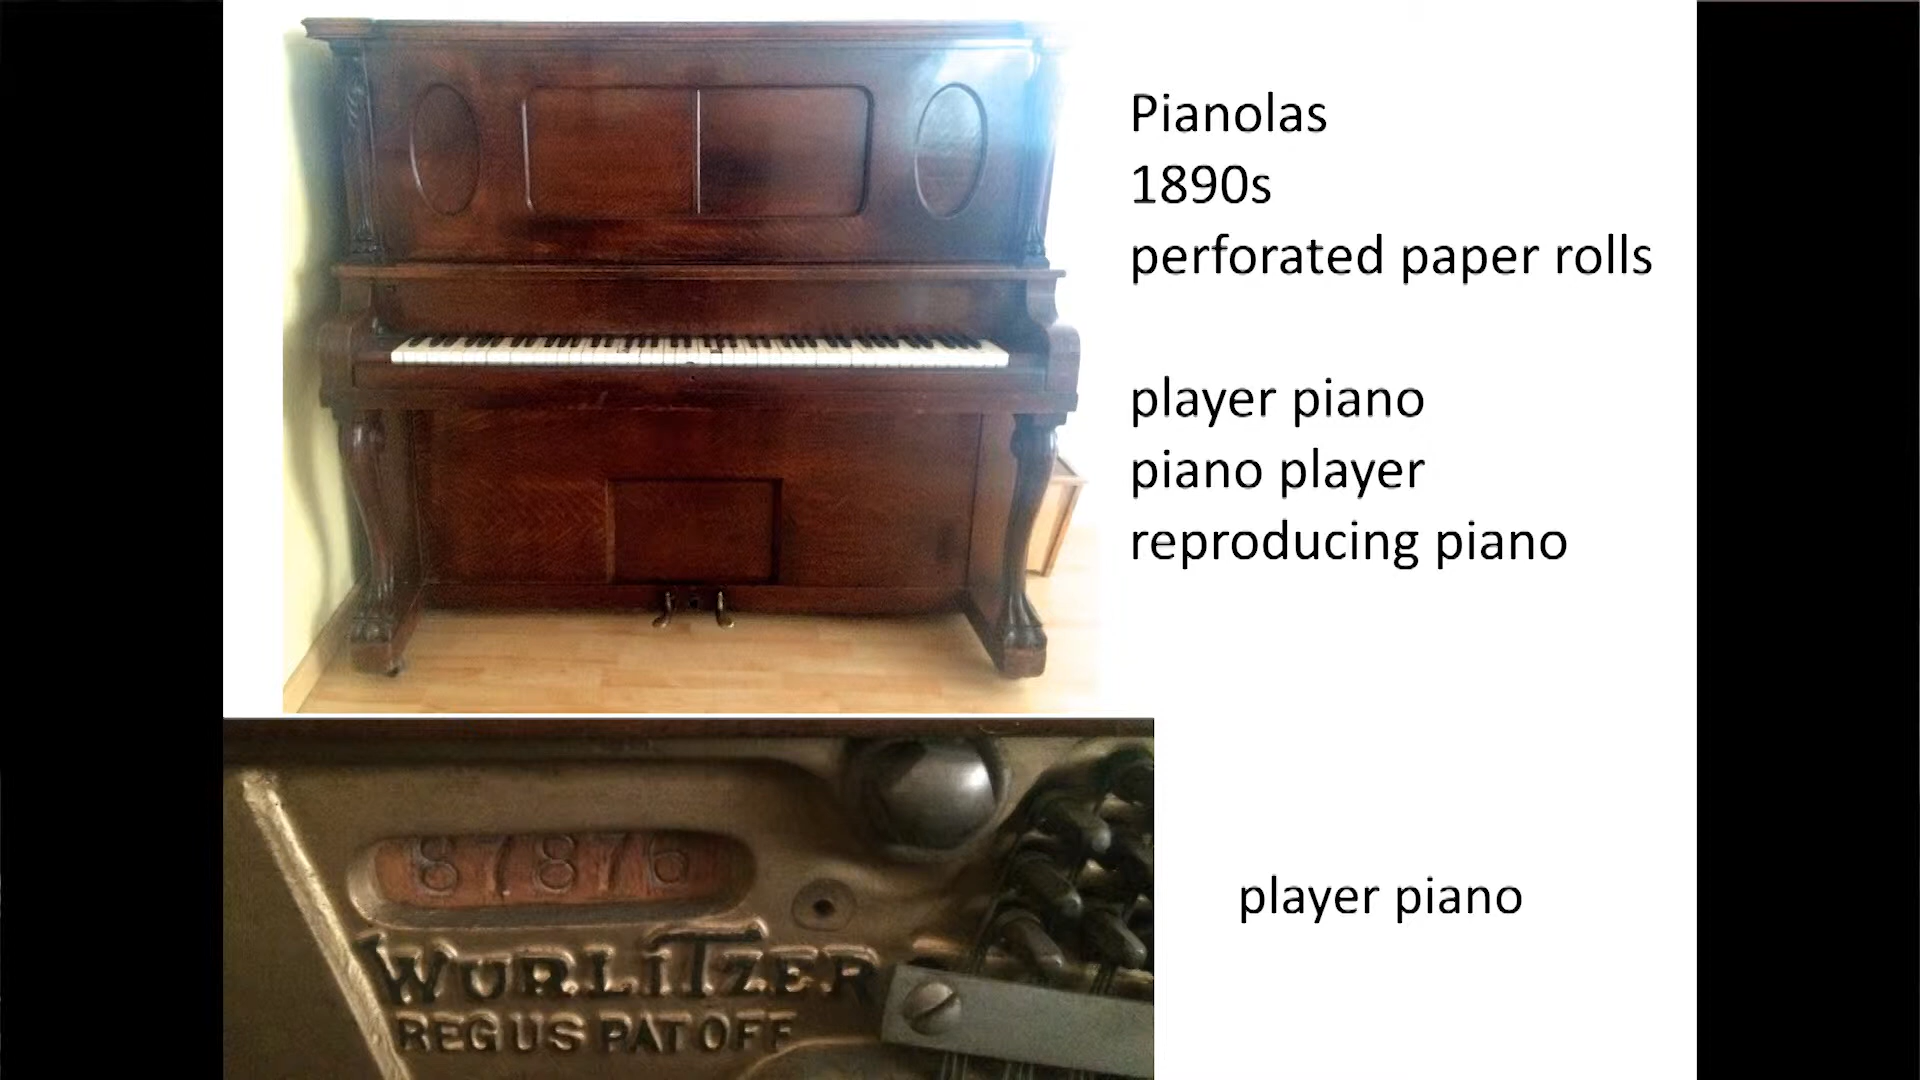 Pianolas
1890s
perforated paper rolls
player piano
piano player
reproducing piano
87876
WURLITZER
REG US PAT OFF
player piano